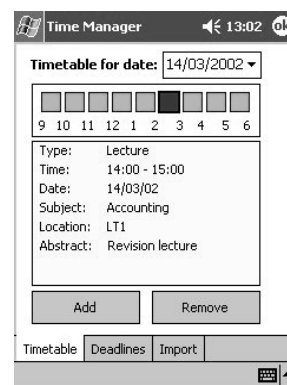 Time Manager 13:02 ok
Timetable for date: 14/03/2002
9 10 11 12 1 2 3 4 5 6
Type: Lecture
Time: 14:00 - 15:00
Date: 14/03/02
Subject: Accounting
Location: LT1
Abstract: Revision lecture
Add Remove
Timetable Deadlines Import